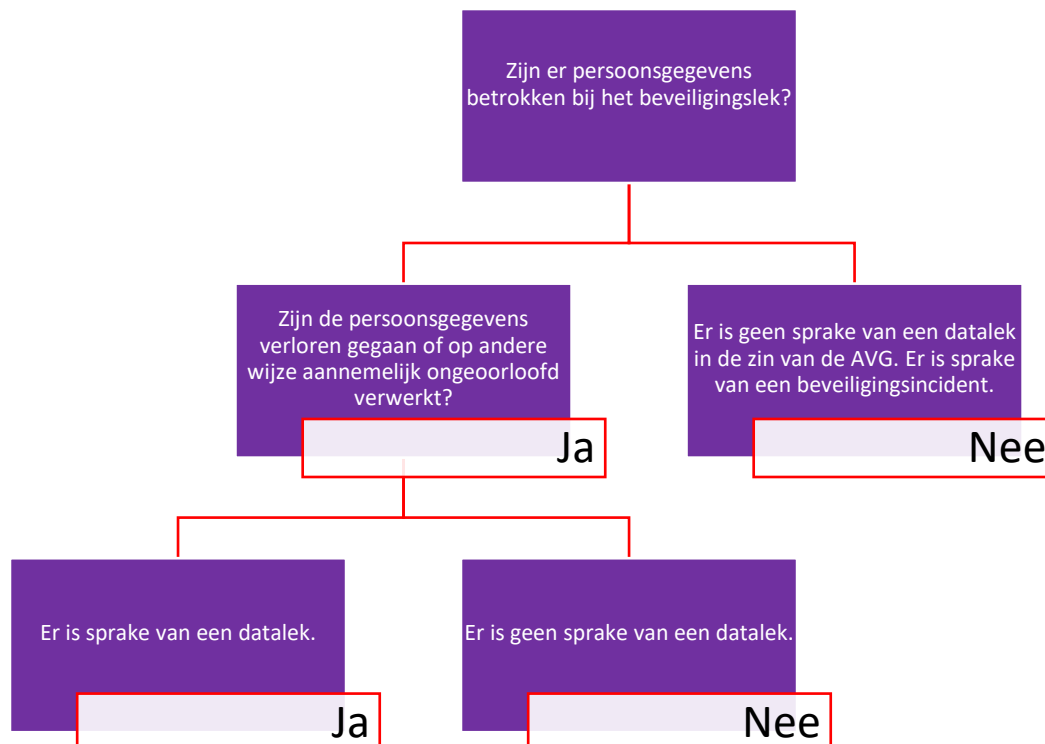 Zijn er persoonsgegevens
betrokken bij het beveiligingslek?
Zijn de persoonsgegevens
verloren gegaan of op andere
wijze aannemelijk ongeoorloofd
verwerkt?
Ja
Er is geen sprake van een datalek
in de zin van de AVG. Er is sprake
van een beveiligingsincident.
Nee
Er is sprake van een datalek.
Ja
Er is geen sprake van een datalek.
Nee